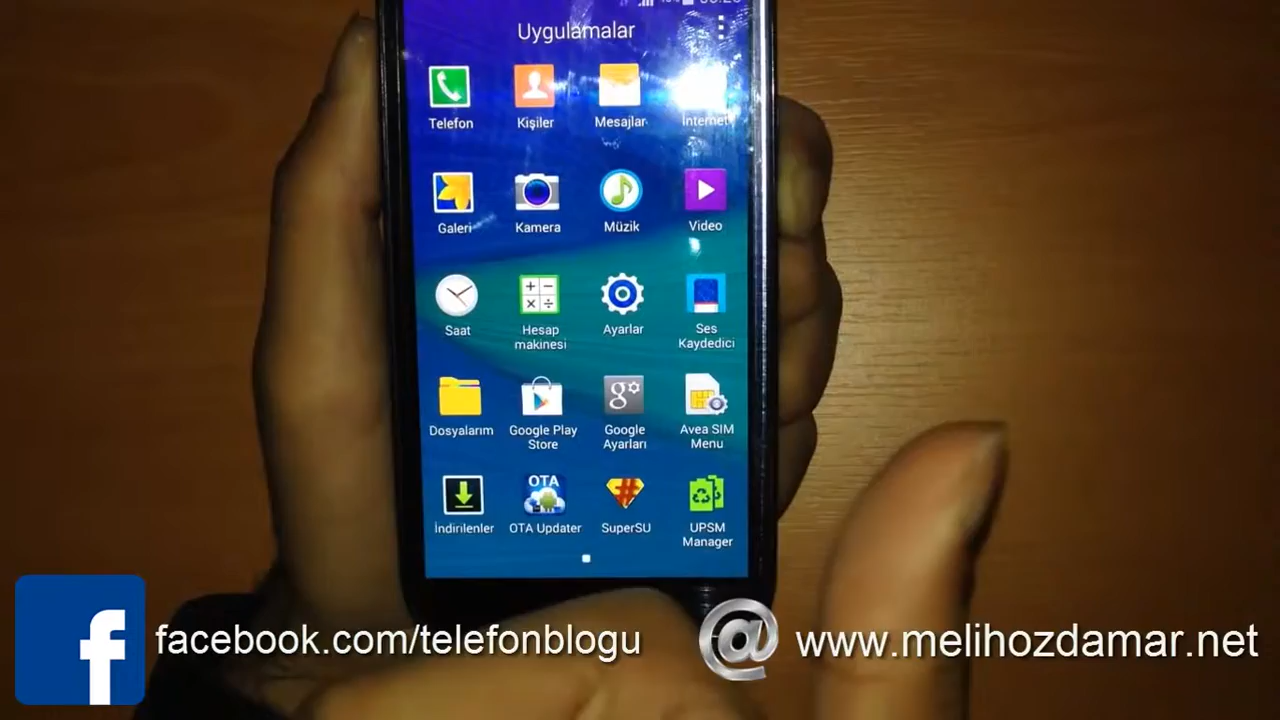 Uygulamalar
Telefon
Kişiler
Mesajlar
İnternet
Galeri
Kamera
Müzik
Video
Saat
Hesap
makinesi
Ayarlar
Ses
Kaydedici
Dosyalarım
Google Play
Store
Google
Ayarları
Avea SIM
Menu
İndirilenler
OTA
OTA Updater
SuperSU
UPSM
Manager
facebook.com/telefonblogu
@ www.melihozdamar.net